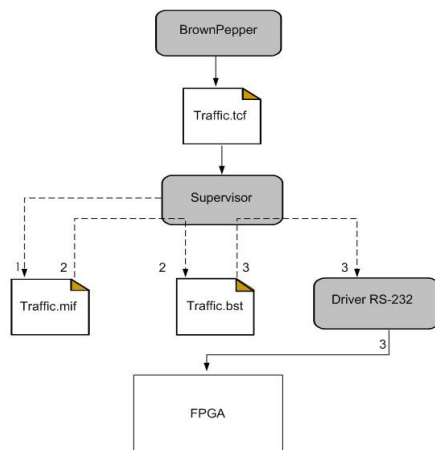 BrownPepper
Traffic.tcf
Supervisor
1
2
2
3
3
Traffic.mif
Traffic.bst
Driver RS-232
3
FPGA